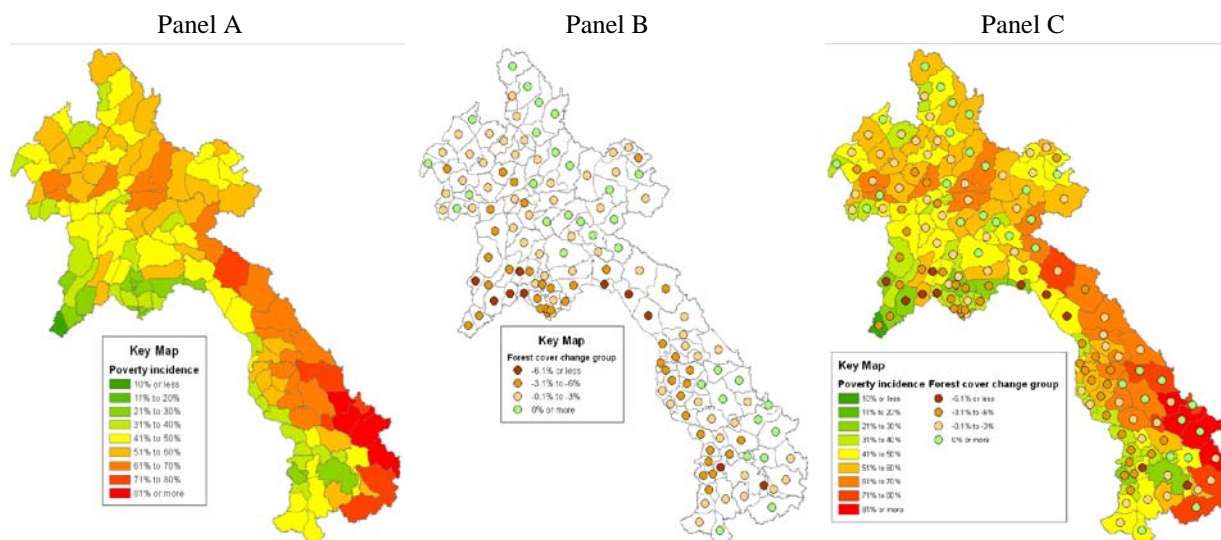 Panel A
Panel B
Panel C
Key Map
Poverty incidence
10% or less
11% to 20%
21% to 30%
31% to 40%
41% to 50%
51% to 60%
61% to 70%
71% to 80%
81% or more
Key Map
Forest cover change group
-6.1% or less
-3.1% to -6%
-0.1% to -3%
0% or more
Key Map
Poverty incidence Forest cover change group
10% or less -6.1% or less
11% to 20% -3.1% to -6%
21% to 30% -0.1% to -3%
31% to 40% 0% or more
41% to 50%
51% to 60%
61% to 70%
71% to 80%
81% or more